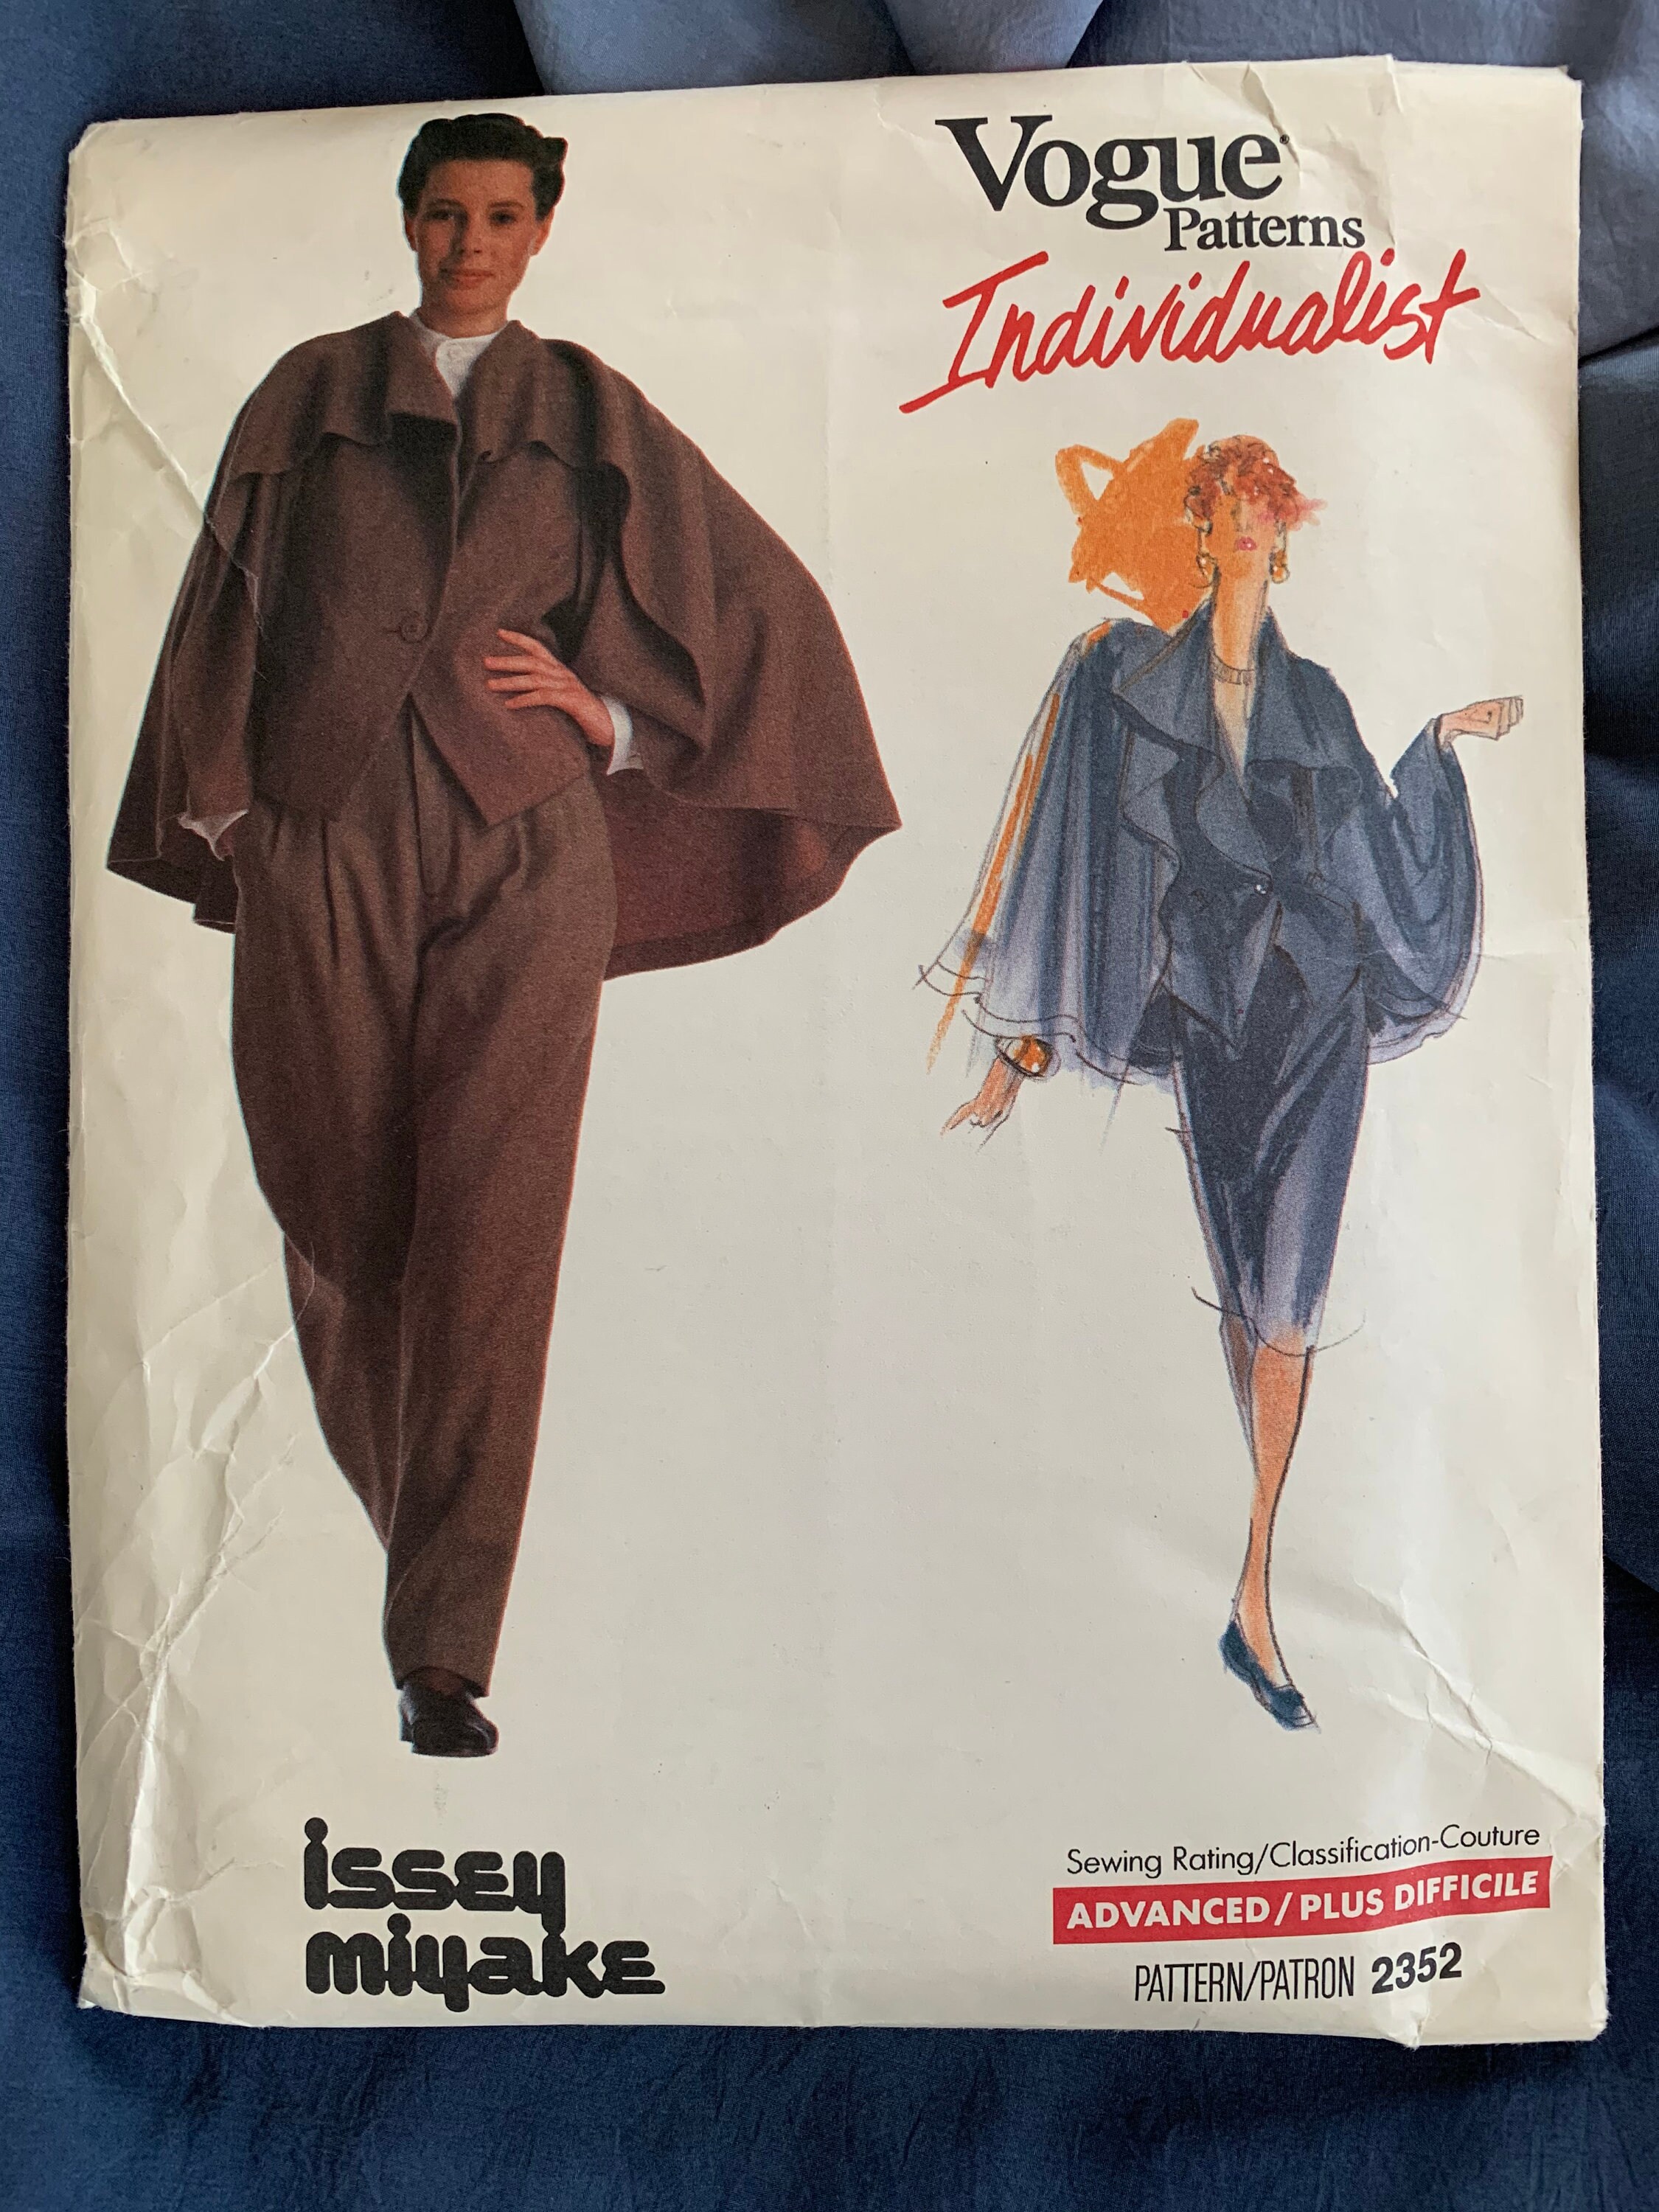 Vogue®
Patterns
Individualist
issey
miyake
Sewing Rating/Classification-Couture
ADVANCED/PLUS DIFFICILE
PATTERN/PATRON 2352